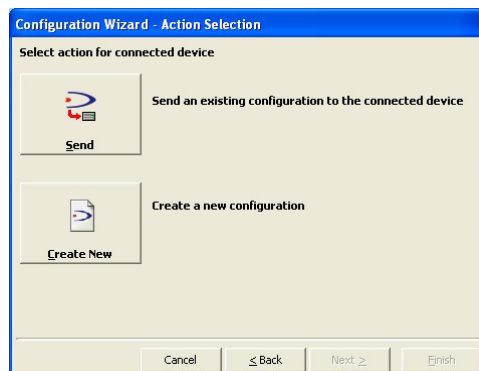 Configuration Wizard - Action Selection
Select action for connected device
Send an existing configuration to the connected device
Send
Create a new configuration
Create New
Cancel
< Back
Next >
Finish